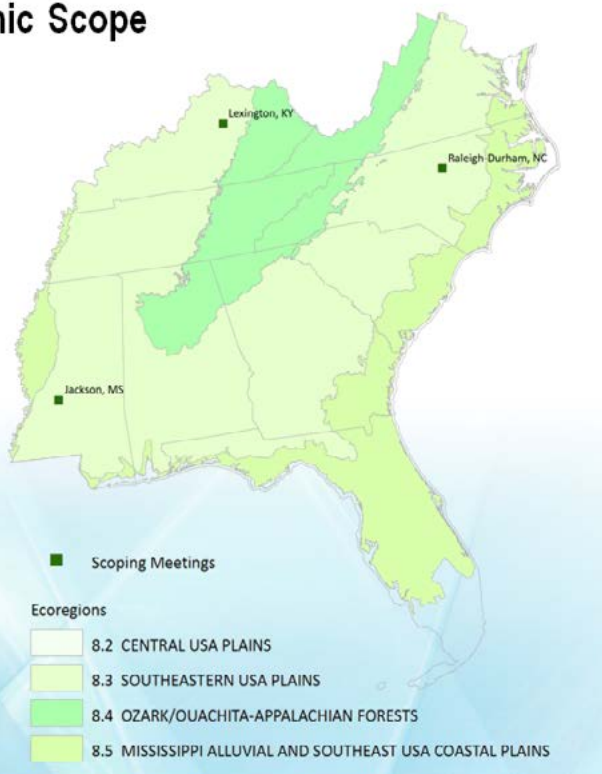 nic Scope
Lexington, KY
Raleigh-Durham, NC
Jackson, MS
Scoping Meetings
Ecoregions
8.2 CENTRAL USA PLAINS
8.3 SOUTHEASTERN USA PLAINS
8.4 OZARK/OUACHITA-APPALACHIAN FORESTS
8.5 MISSISSIPPI ALLUVIAL AND SOUTHEAST USA COASTAL PLAINS